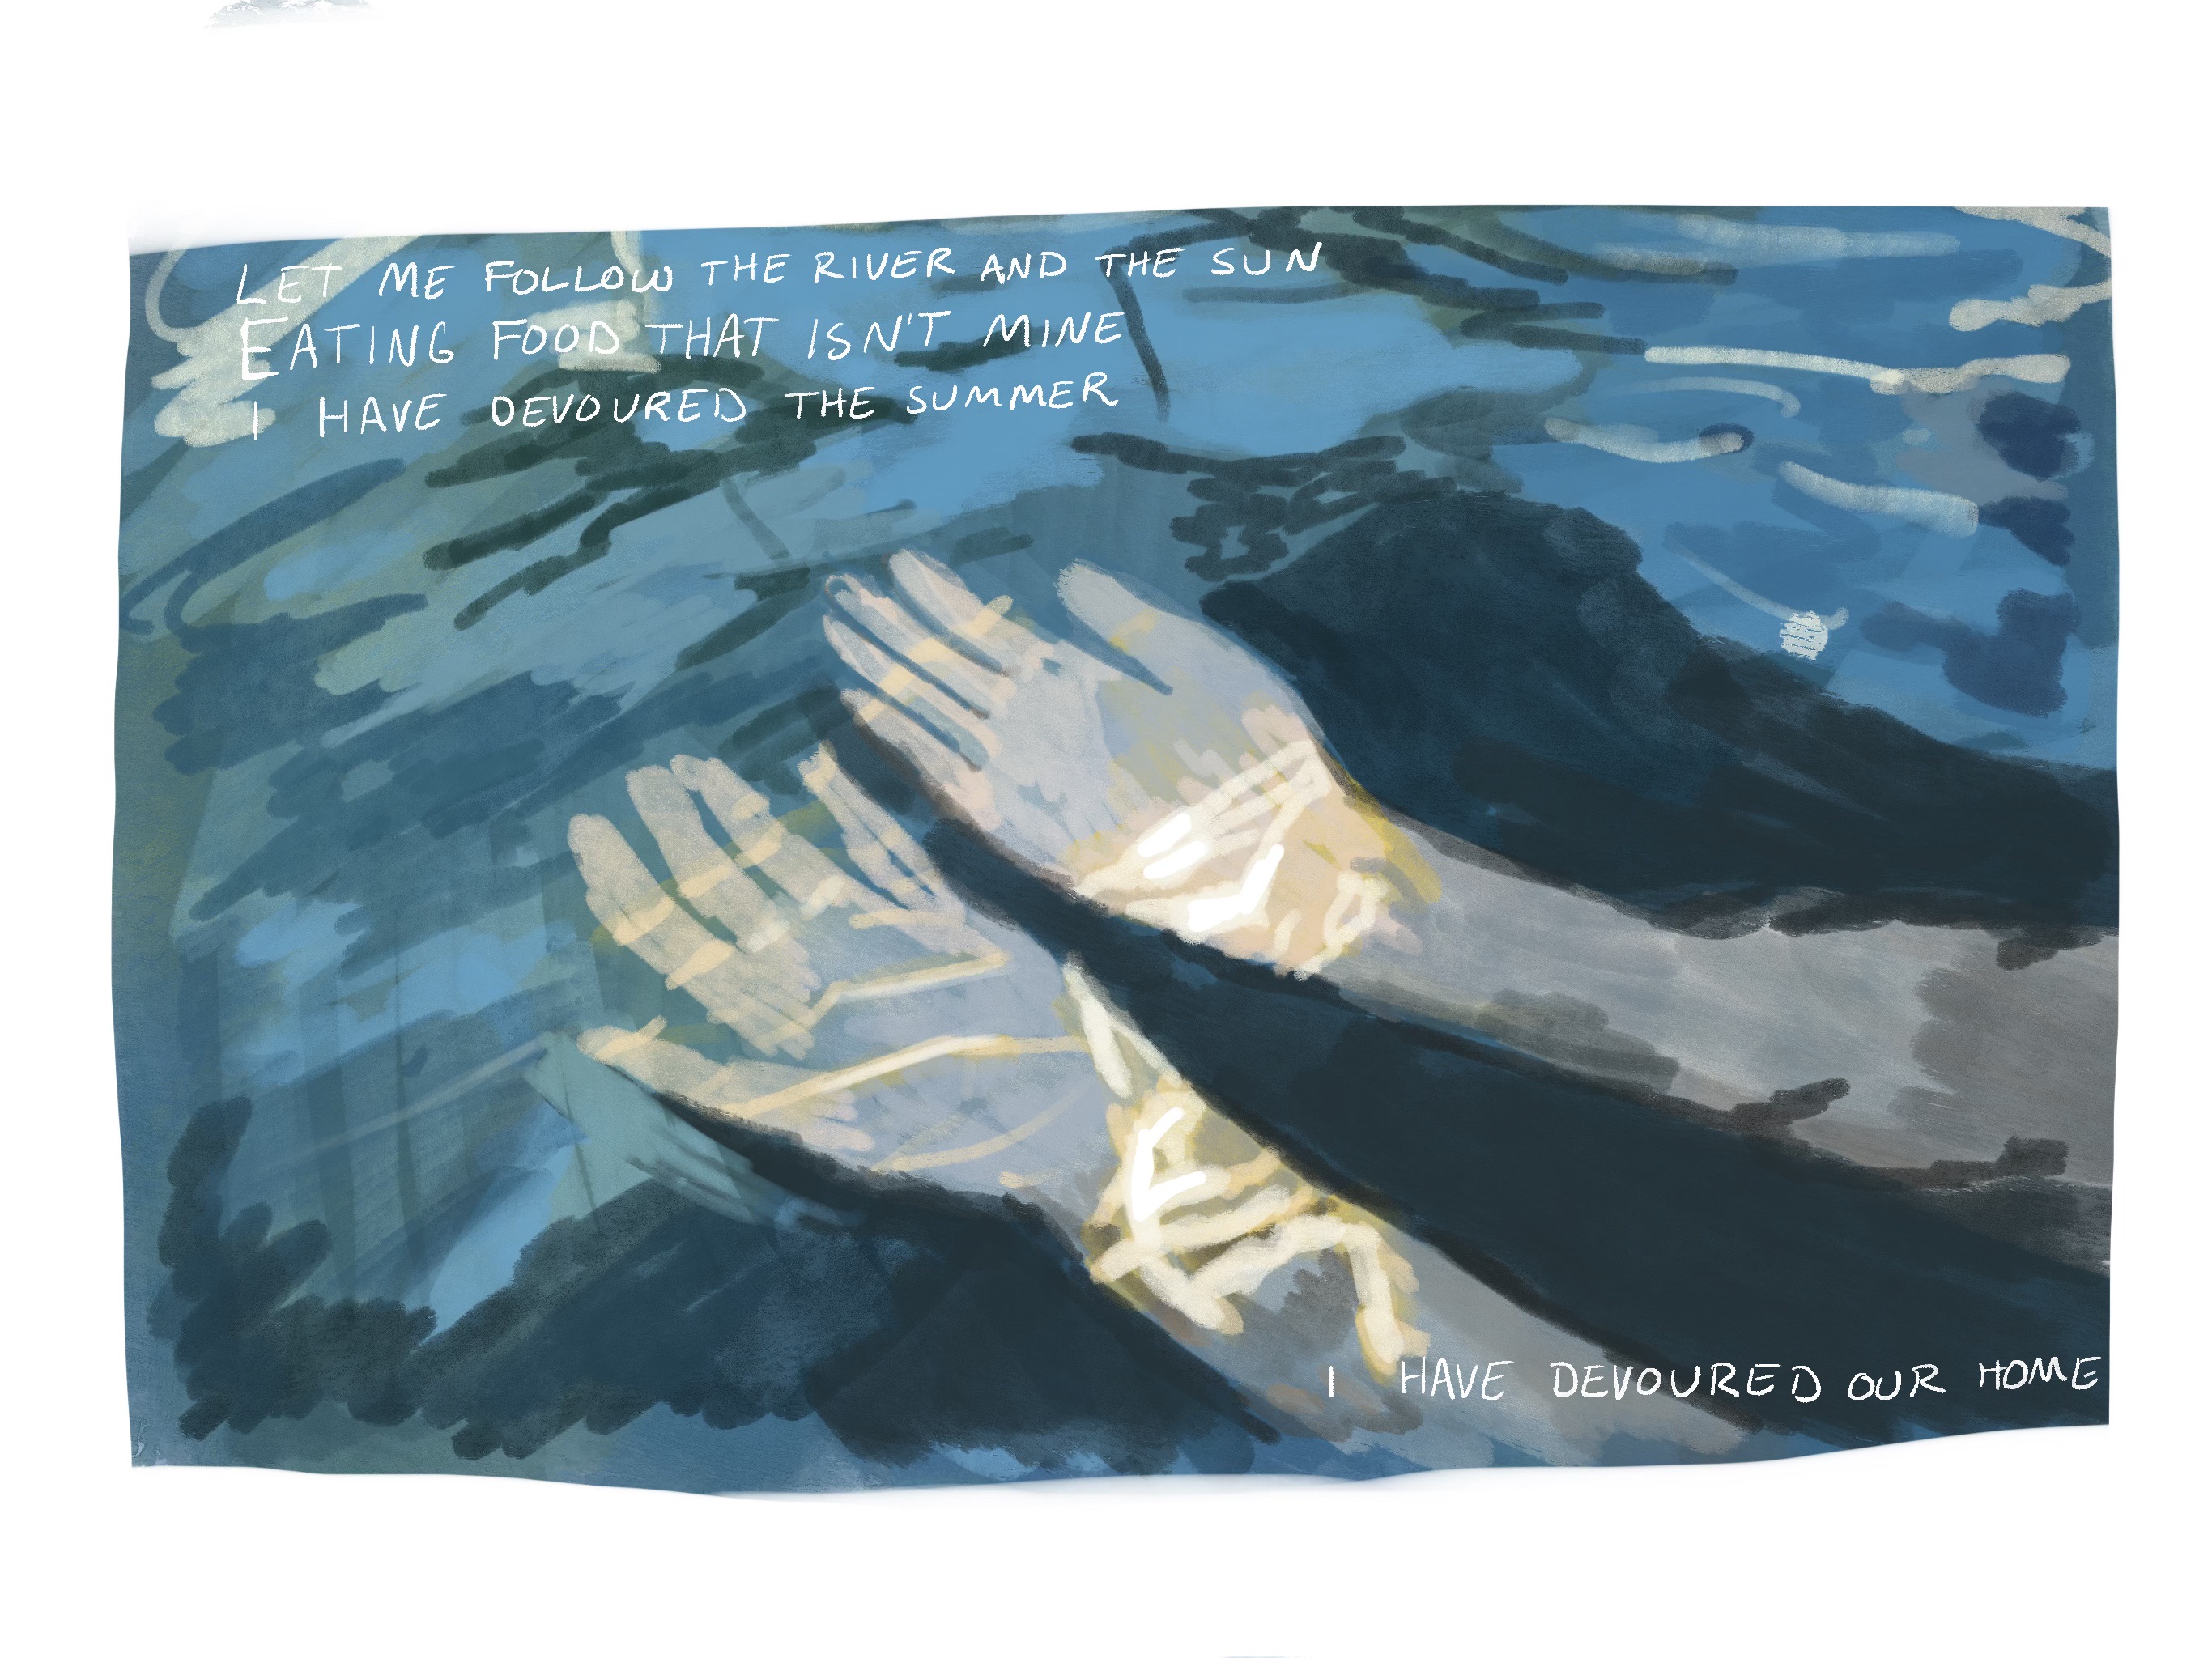 LET ME FOLLOW THE RIVER AND THE SUN
EATING FOOD THAT ISN'T MINE
I HAVE DEVOURED THE SUMMER
I HAVE DEVOURED OUR HOME